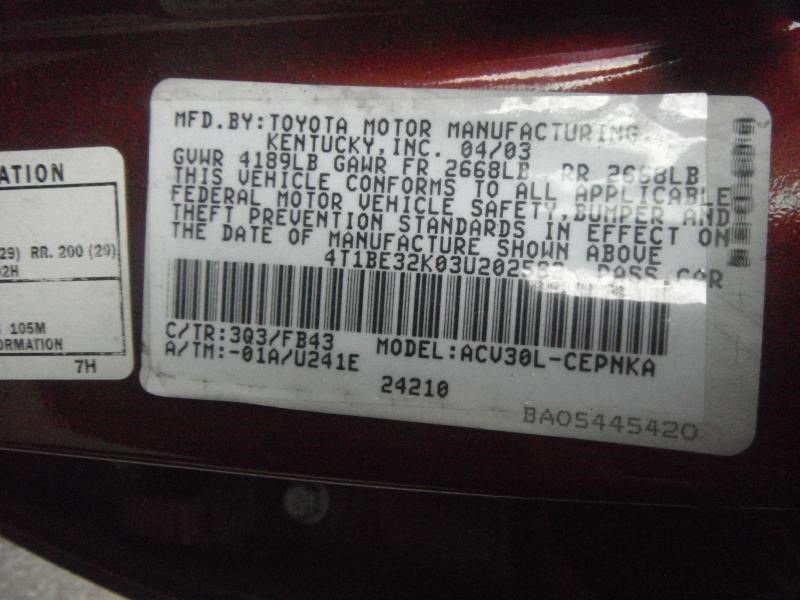 ATION
29) RR. 200 (29)
02H
105M
ORMATION
7H
MFD.BY:TOYOTA MOTOR MANUFACTURING
KENTUCKY,INC. 04/03
GVWR 4189LB GAWR FR 2668LB RR 2668LB
THIS VEHICLE CONFORMS TO ALL APPLICABLE
FEDERAL MOTOR VEHICLE SAFETY,BUMPER AND
THEFT PREVENTION STANDARDS IN EFFECT ON
THE DATE OF MANUFACTURE SHOWN ABOVE
PASS.CAR
C/TR:3Q3/FB43 MODEL:ACV30L-CEPNKA
A/TM:-01A/U241E
24210
BA05445420